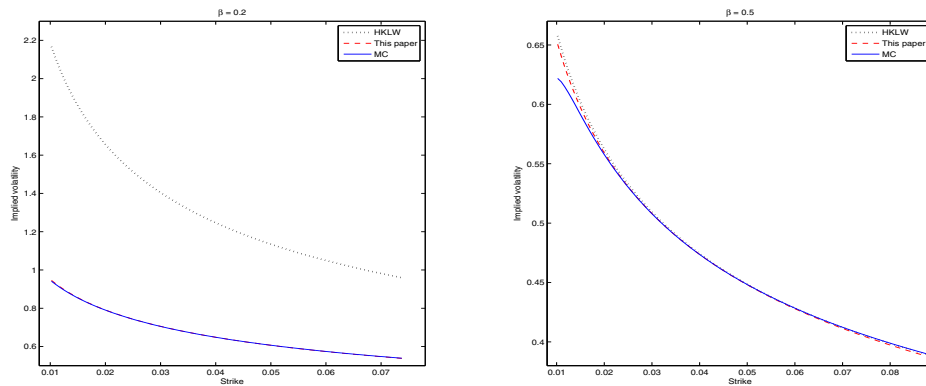 β = 0.2
HKLW
This paper
MC
2.2
2
1.8
1.6
1.4
1.2
1
0.8
0.6
Implied volatility
0.01 0.02 0.03 0.04 0.05 0.06 0.07
Strike
β = 0.5
HKLW
This paper
MC
0.65
0.6
0.55
0.5
0.45
0.4
Implied volatility
0.01 0.02 0.03 0.04 0.05 0.06 0.07 0.08
Strike